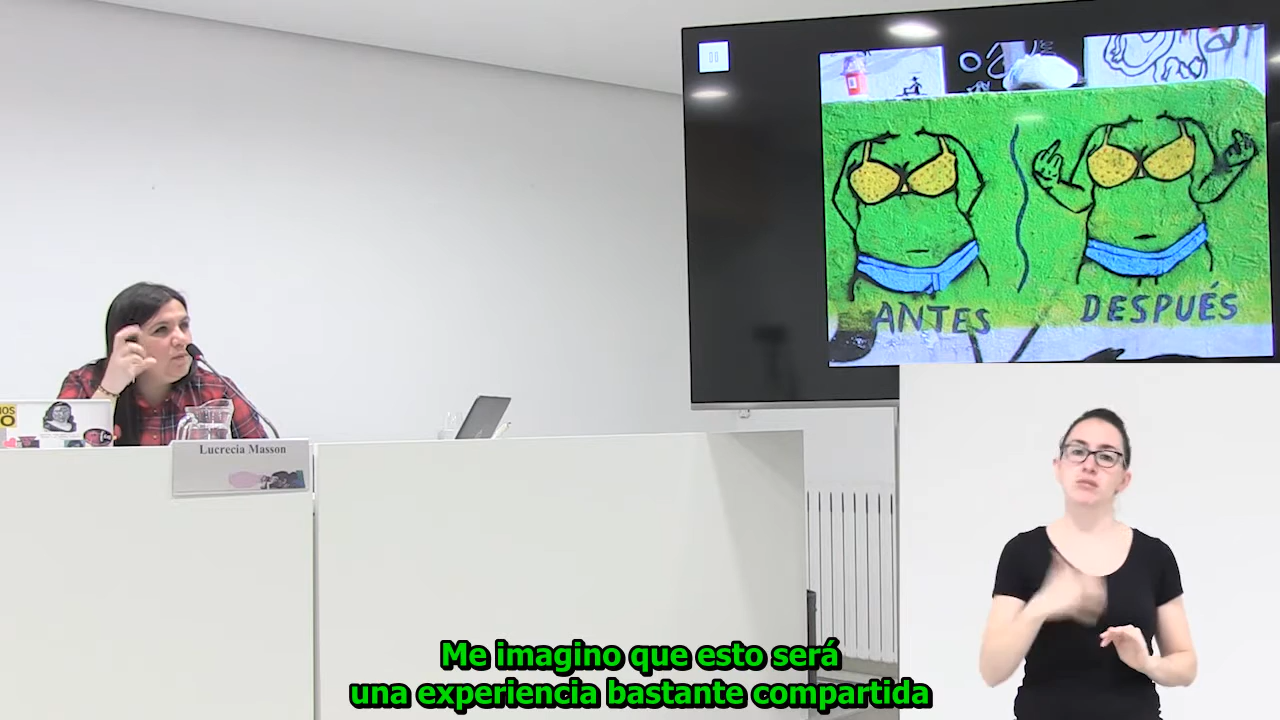 ANTES
DESPUÉS
Lucrecia Masson
Me imagino que esto será
una experiencia bastante compartida